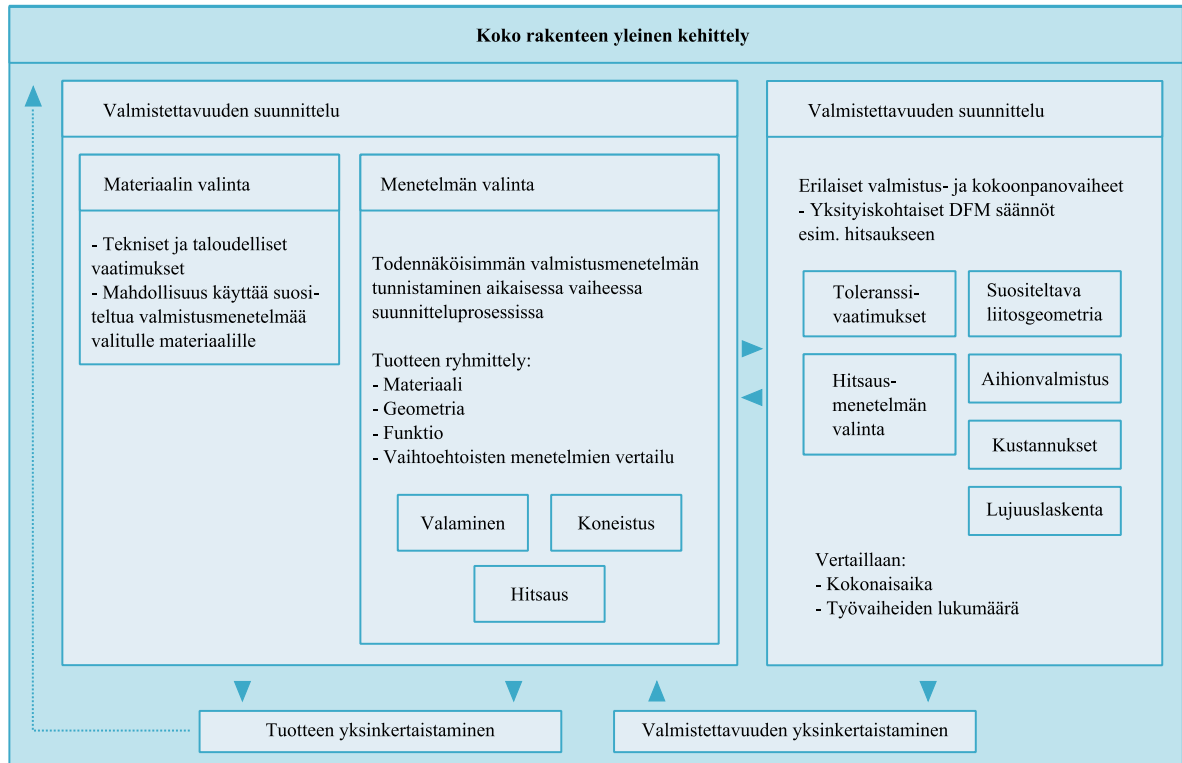 Koko rakenteen yleinen kehittely
Valmistettavuuden suunnittelu
Materiaalin valinta
- Tekniset ja taloudelliset
vaatimukset
- Mahdollisuus käyttää suosi-
teltua valmistusmenetelmää
valitulle materiaalille
Menetelmän valinta
Todennäköisimmän valmistusmenetelmän
tunnistaminen aikaisessa vaiheessa
suunnitteluprosessissa
Tuotteen ryhmittely:
- Materiaali
- Geometria
- Funktio
- Vaihtoehtoisten menetelmien vertailu
Valaminen
Koneistus
Hitsaus
Valmistettavuuden suunnittelu
Erilaiset valmistus- ja kokoonpanovaiheet
- Yksityiskohtaiset DFM säännöt
esim. hitsaukseen
Toleranssi-
vaatimukset
Suositeltava
liitosgeometria
Hitsaus-
menetelmän
valinta
Aihionvalmistus
Kustannukset
Lujuuslaskenta
Vertaillaan:
- Kokonaisaika
- Työvaiheiden lukumäärä
Tuotteen yksinkertaistaminen
Valmistettavuuden yksinkertaistaminen